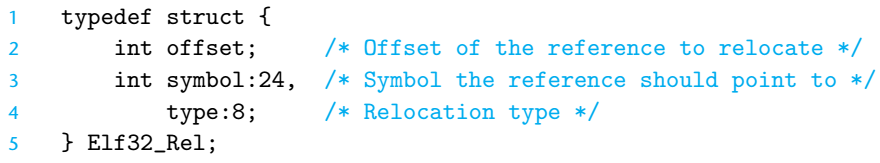 1 typedef struct {
2 int offset; /* Offset of the reference to relocate */
3 int symbol:24, /* Symbol the reference should point to */
4 type:8; /* Relocation type */
5 } Elf32_Rel;